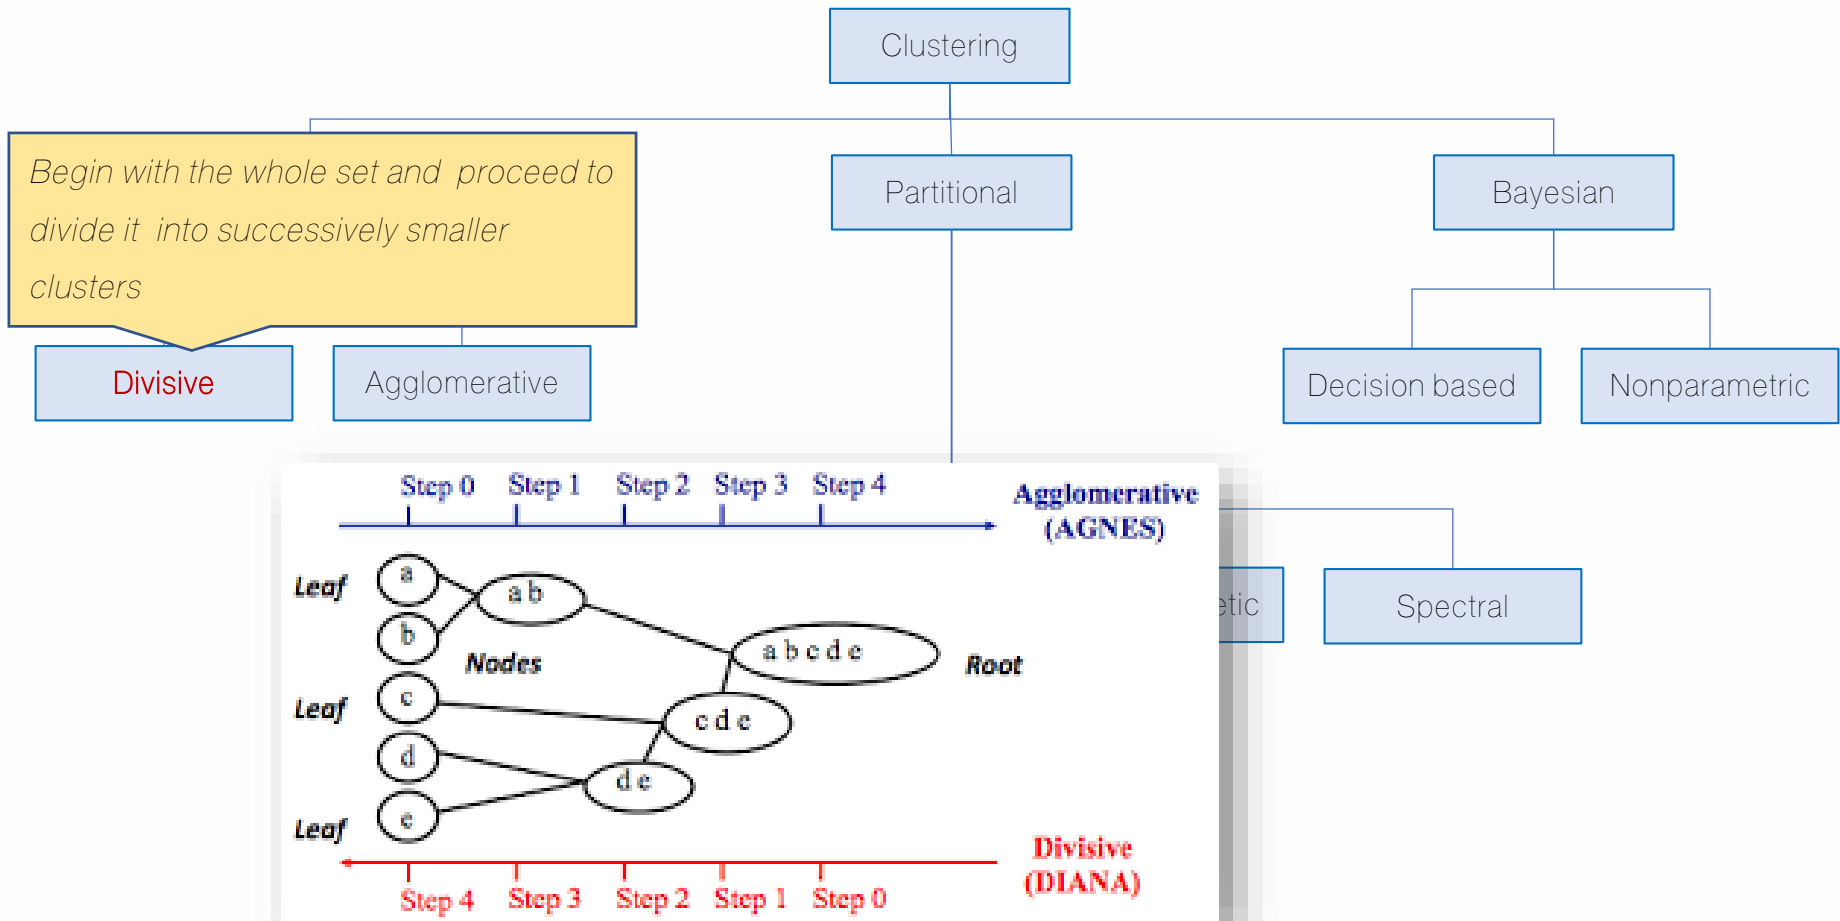 Clustering
Begin with the whole set and proceed to
divide it into successively smaller
clusters
Partitional
Bayesian
Divisive
Agglomerative
Decision based
Nonparametric
Step 0 Step 1 Step 2 Step 3 Step 4
Agglomerative
(AGNES)
Leaf
a
a b
b
Nodes
a b c d e
Root
etic
Spectral
Leaf
c
c d e
d
d e
Leaf
e
Divisive
(DIANA)
Step 4 Step 3 Step 2 Step 1 Step 0